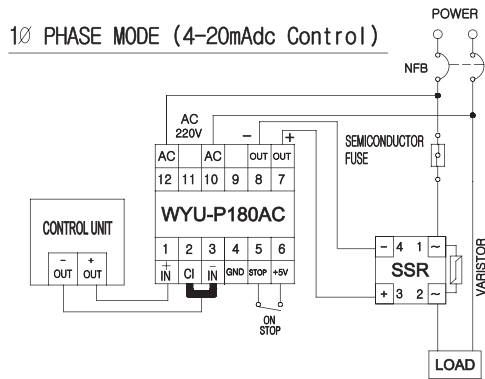 1Ø PHASE MODE (4-20mAdc Control)
POWER
NFB
AC
220V
- +
SEMICONDUCTOR
FUSE
AC AC OUT OUT
12 11 10 9 8 7
WYU-P180AC
1 2 3 4 5 6
+ -
IN CI IN GND STOP +5V
ON
STOP
CONTROL UNIT
- +
OUT OUT
- 4 1 ~
SSR
+ 3 2 ~
VARISTOR
LOAD